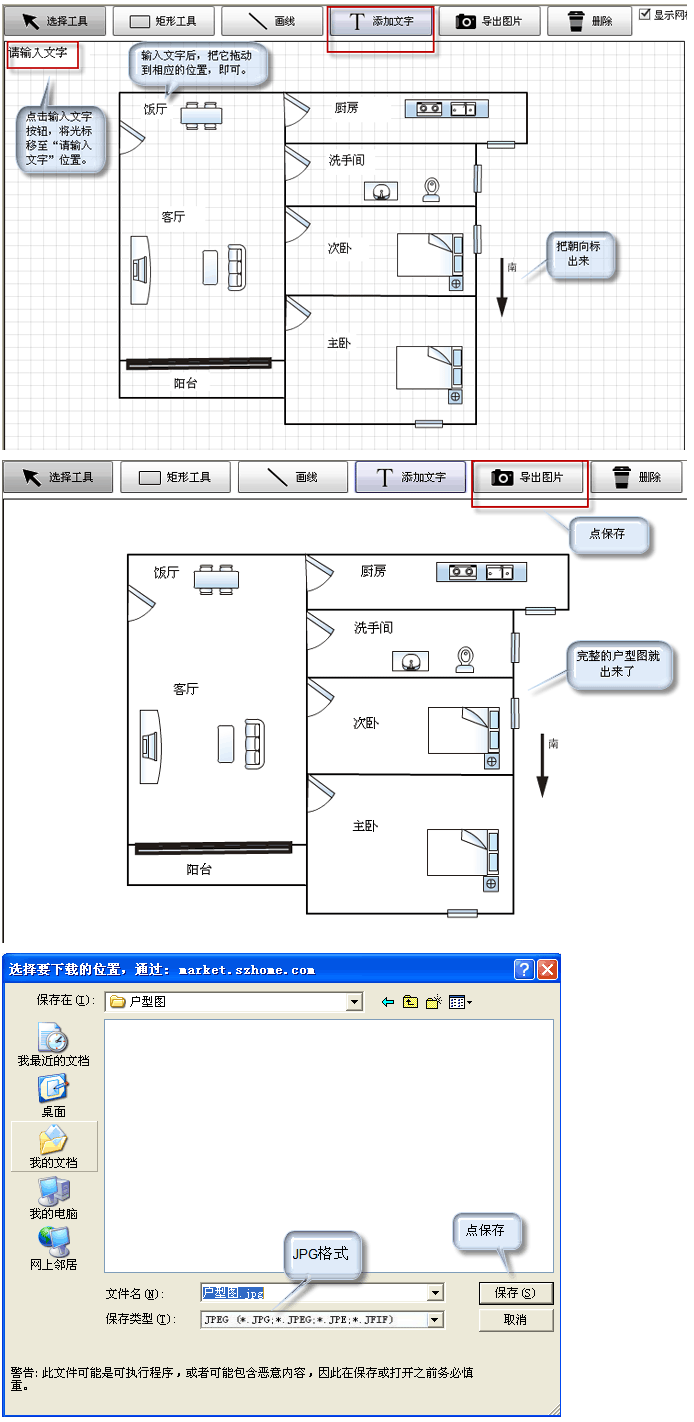 选择工具 矩形工具 画线 添加文字 导出图片 删除
请输入文字
输入文字后，把它拖动
到相应的位置，即可。
点击输入文字
按钮，将光标
移至“请输入
文字”位置。
饭厅
厨房
洗手间
客厅
次卧
把朝向标
出来
南
主卧
阳台
选择工具 矩形工具 画线 添加文字 导出图片 删除
点保存
饭厅
厨房
洗手间
完整的户型图就
出来了
客厅
次卧
南
主卧
阳台
选择要下载的位置，通过: market.szhome.com
保存在(I): 户型图
我最近的文档
桌面
我的文档
我的电脑
网上邻居
点保存
JPG格式
文件名(N): 户型图.jpg 保存(S)
保存类型(T): JPEG (*.JPG;*.JPEG;*.JPE;*.JFIF) 取消
警告: 此文件可能是可执行程序，或者可能包含恶意内容，因此在保存或打开之前务必慎
重。